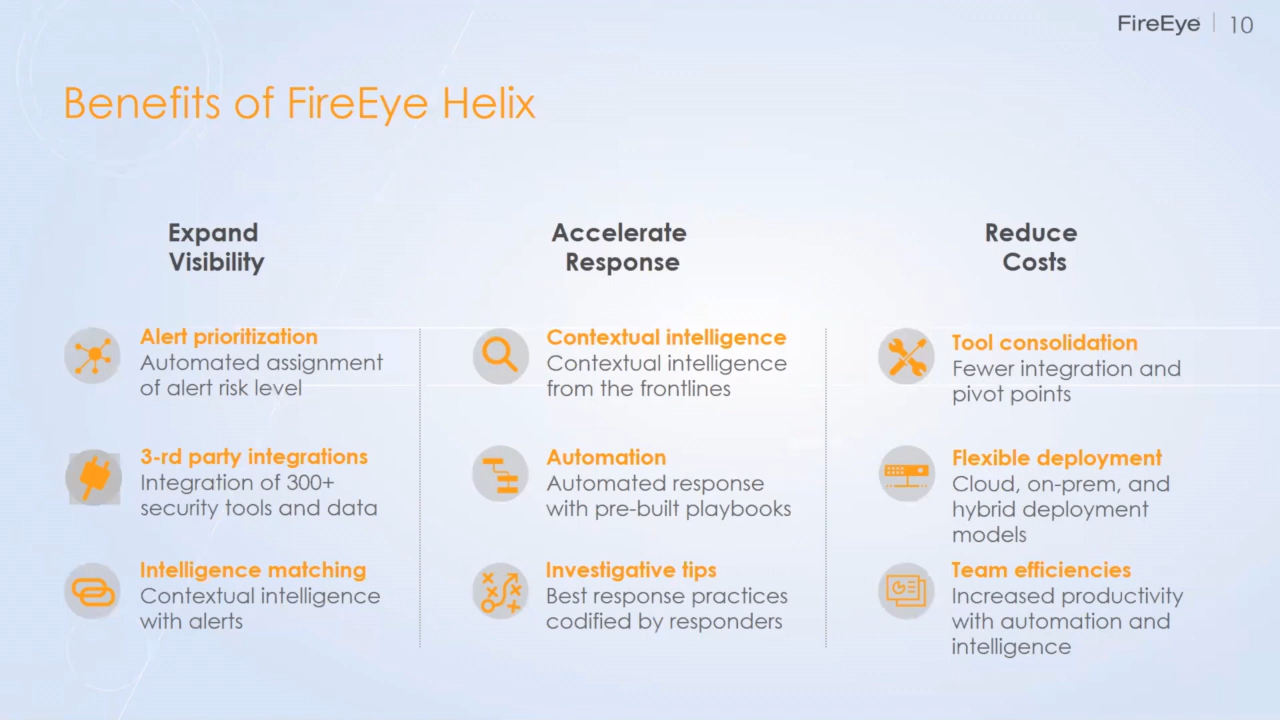 FireEye | 10
Benefits of FireEye Helix
Expand
Visibility
Alert prioritization
Automated assignment
of alert risk level
3-rd party integrations
Integration of 300+
security tools and data
Intelligence matching
Contextual intelligence
with alerts
Accelerate
Response
Contextual intelligence
Contextual intelligence
from the frontlines
Automation
Automated response
with pre-built playbooks
Investigative tips
Best response practices
codified by responders
Reduce
Costs
Tool consolidation
Fewer integration and
pivot points
Flexible deployment
Cloud, on-prem, and
hybrid deployment
models
Team efficiencies
Increased productivity
with automation and
intelligence